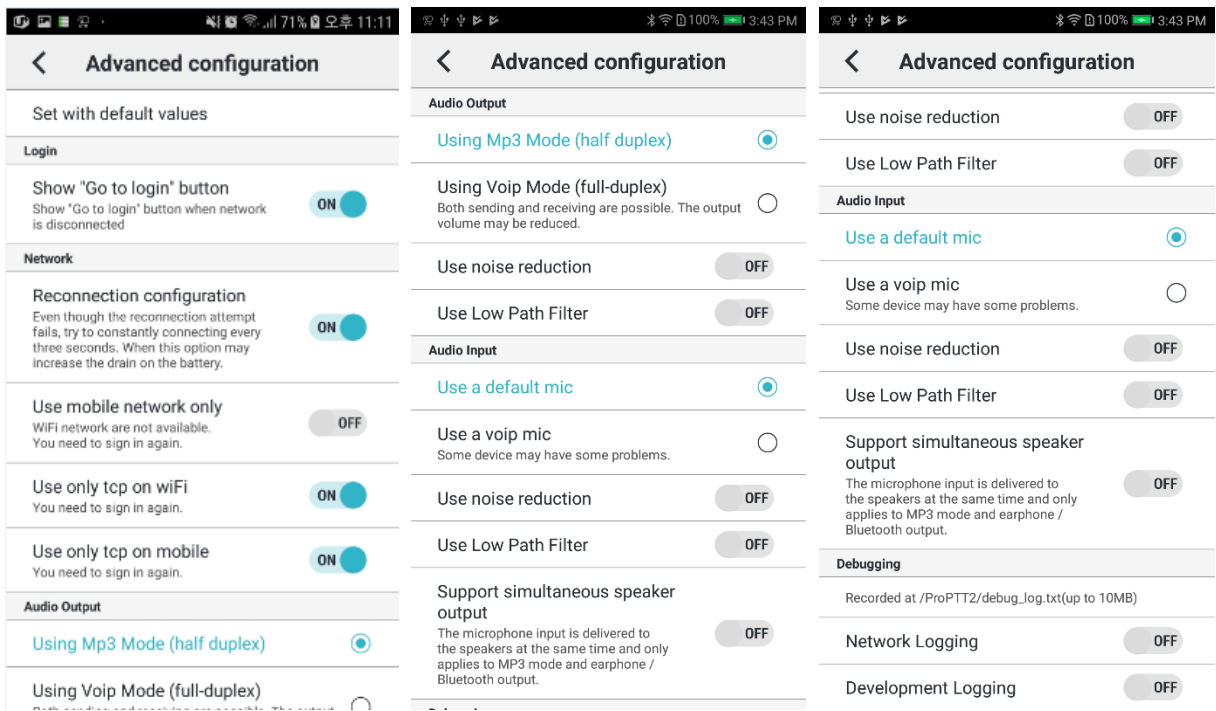 71% 오후 11:11
Advanced configuration
Set with default values
Login
Show "Go to login" button
Show "Go to login" button when network
is disconnected
ON
Network
Reconnection configuration
Even though the reconnection attempt
fails, try to constantly connecting every
three seconds. When this option may
increase the drain on the battery.
ON
Use mobile network only
WiFi network are not available.
You need to sign in again.
OFF
Use only tcp on wiFi
You need to sign in again.
ON
Use only tcp on mobile
You need to sign in again.
ON
Audio Output
Using Mp3 Mode (half duplex)
Using Voip Mode (full-duplex)
Both sending and receiving are possible. The output
100% 3:43 PM
Advanced configuration
Audio Output
Using Mp3 Mode (half duplex)
Using Voip Mode (full-duplex)
Both sending and receiving are possible. The output
volume may be reduced.
Use noise reduction
OFF
Use Low Path Filter
OFF
Audio Input
Use a default mic
Use a voip mic
Some device may have some problems.
Use noise reduction
OFF
Use Low Path Filter
OFF
Support simultaneous speaker
output
The microphone input is delivered to
the speakers at the same time and only
applies to MP3 mode and earphone /
Bluetooth output.
OFF
100% 3:43 PM
Advanced configuration
Use noise reduction
OFF
Use Low Path Filter
OFF
Audio Input
Use a default mic
Use a voip mic
Some device may have some problems.
Use noise reduction
OFF
Use Low Path Filter
OFF
Support simultaneous speaker
output
The microphone input is delivered to
the speakers at the same time and only
applies to MP3 mode and earphone /
Bluetooth output.
OFF
Debugging
Recorded at /ProPTT2/debug_log.txt(up to 10MB)
Network Logging
OFF
Development Logging
OFF